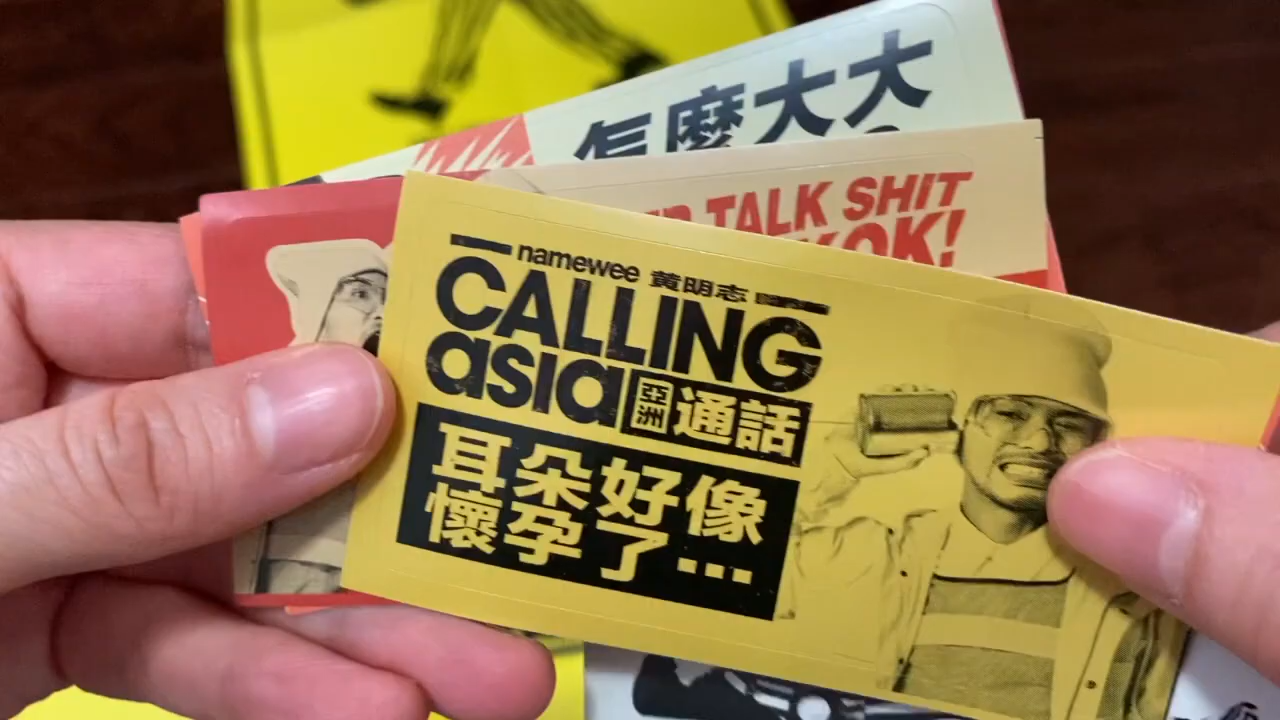 怎麼大大
TALK SHIT
KOK!
namewee 黃明志
CALLING
asia 亞洲 通話
耳朵好像
懷孕了...